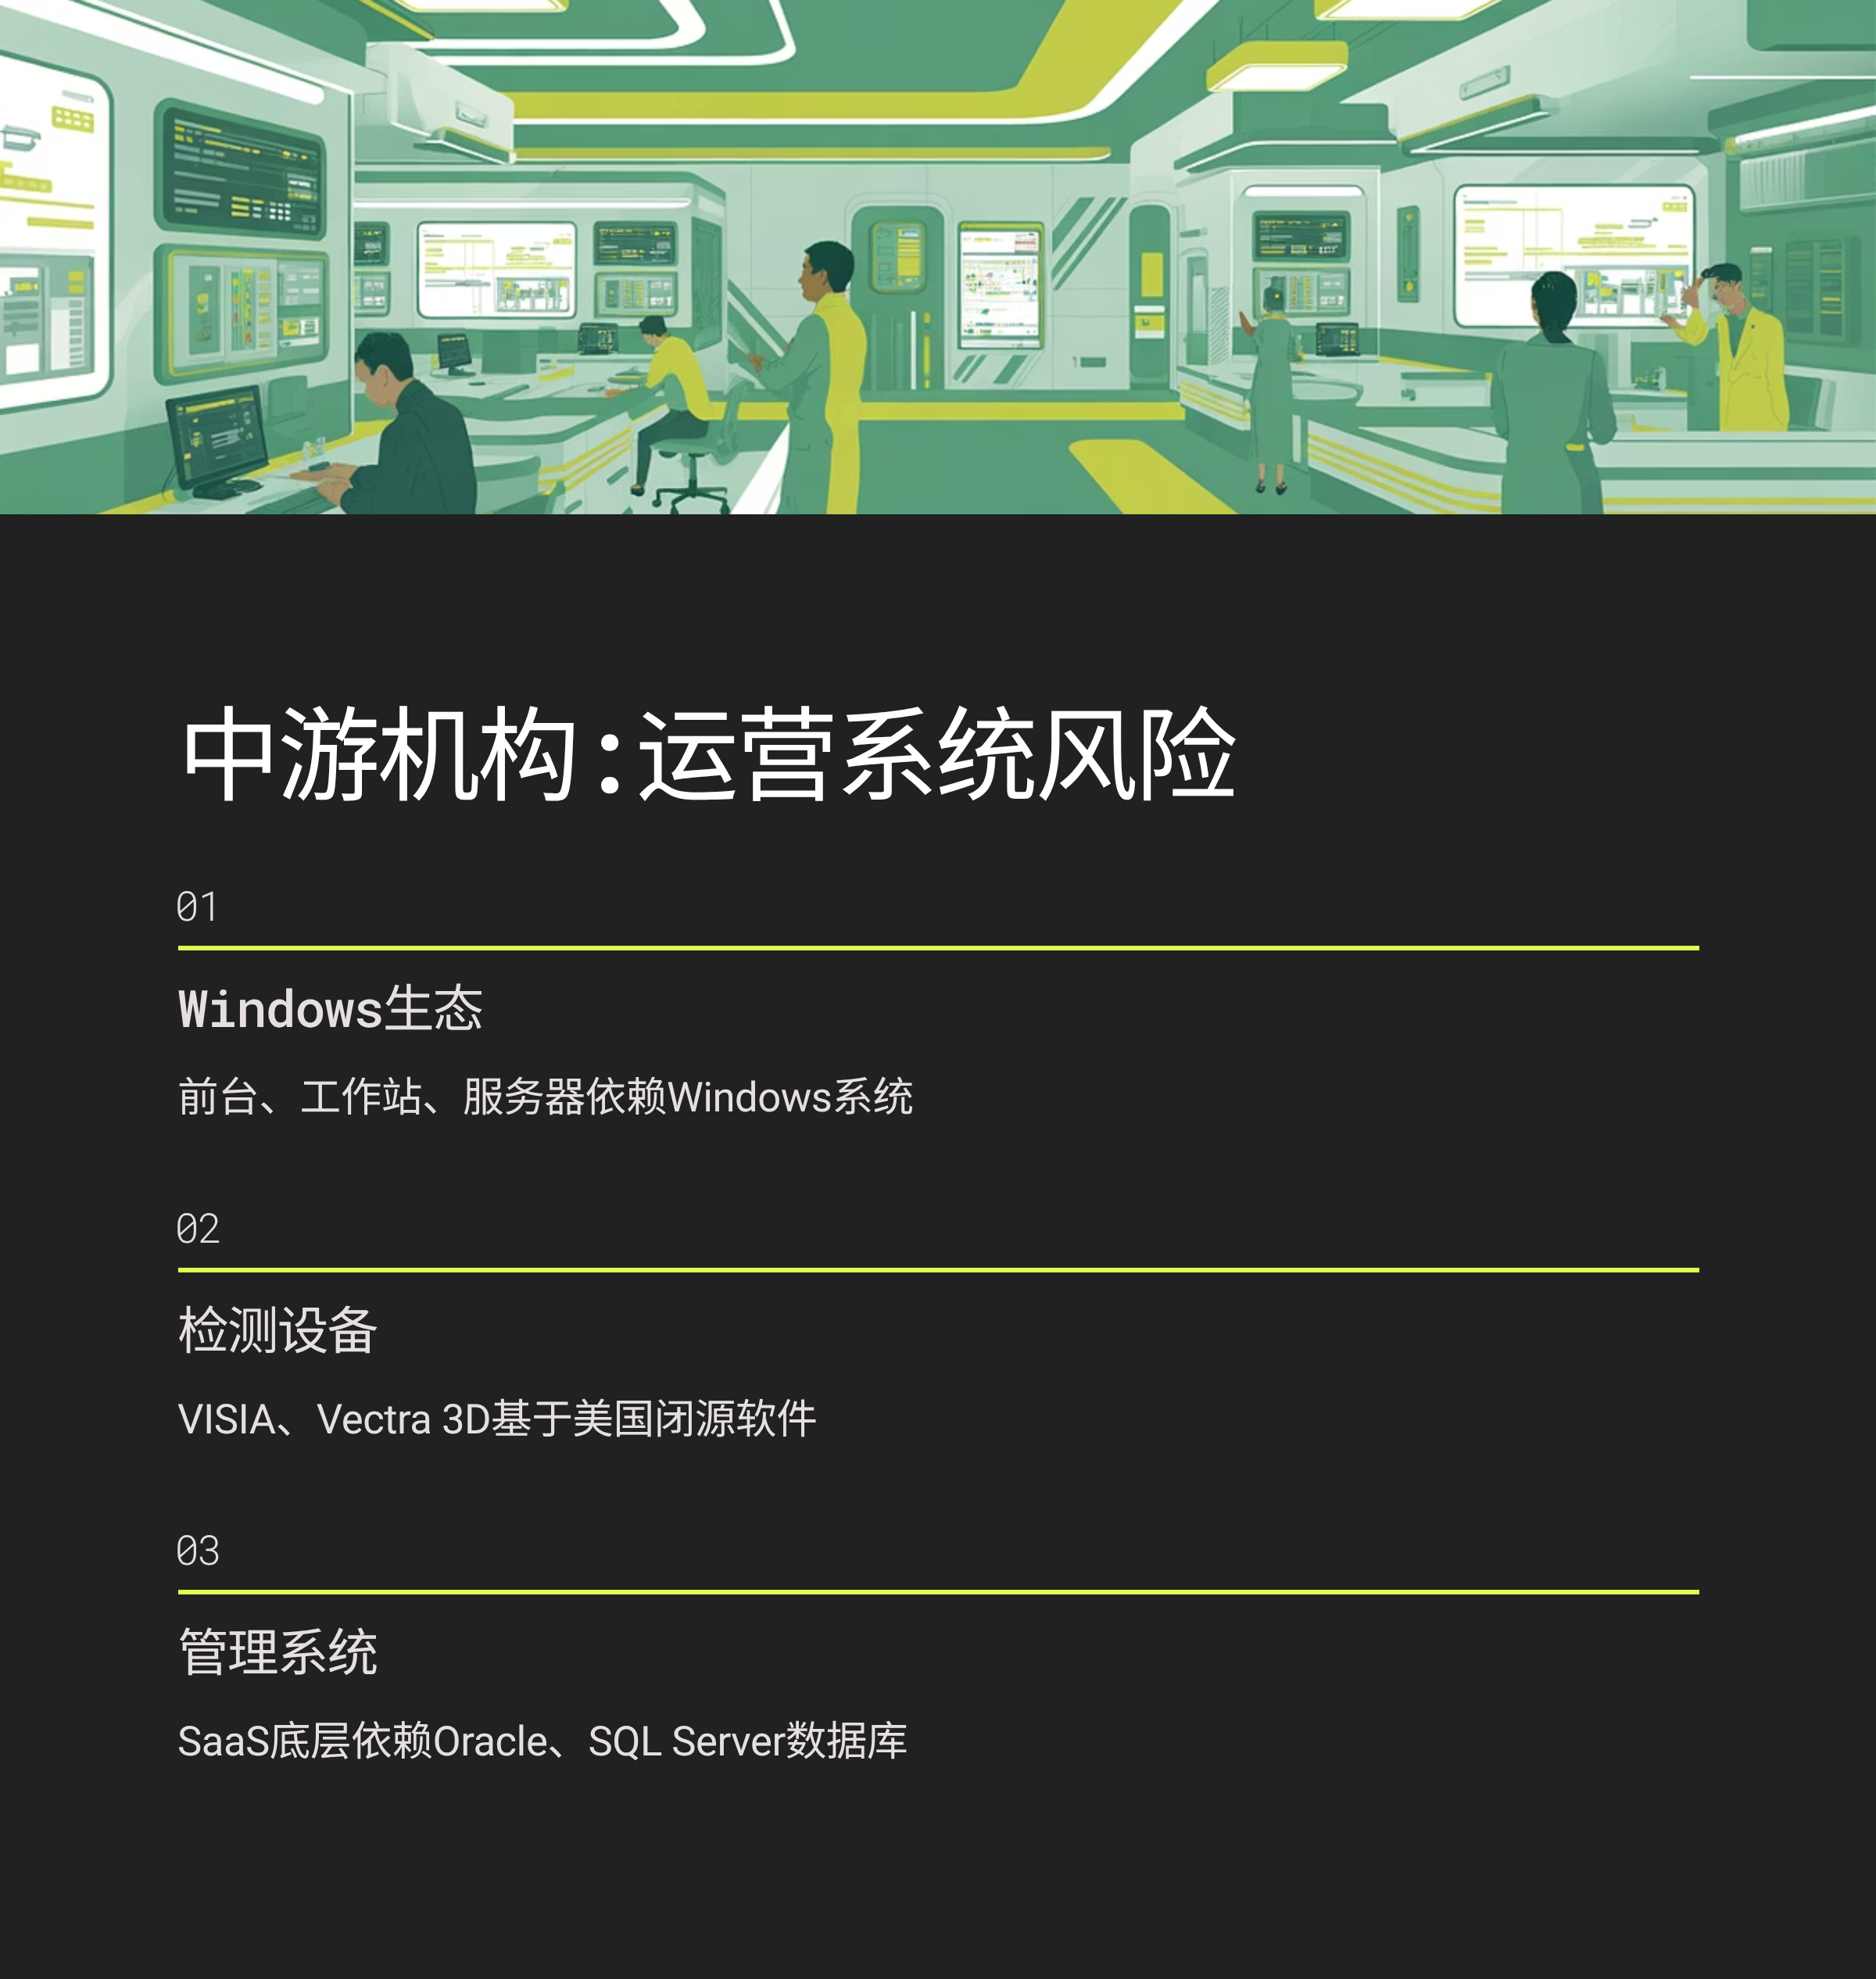 中游机构:运营系统风险
01
Windows生态
前台、工作站、服务器依赖Windows系统
02
检测设备
VISIA、Vectra 3D基于美国闭源软件
03
管理系统
SaaS底层依赖Oracle、SQL Server数据库